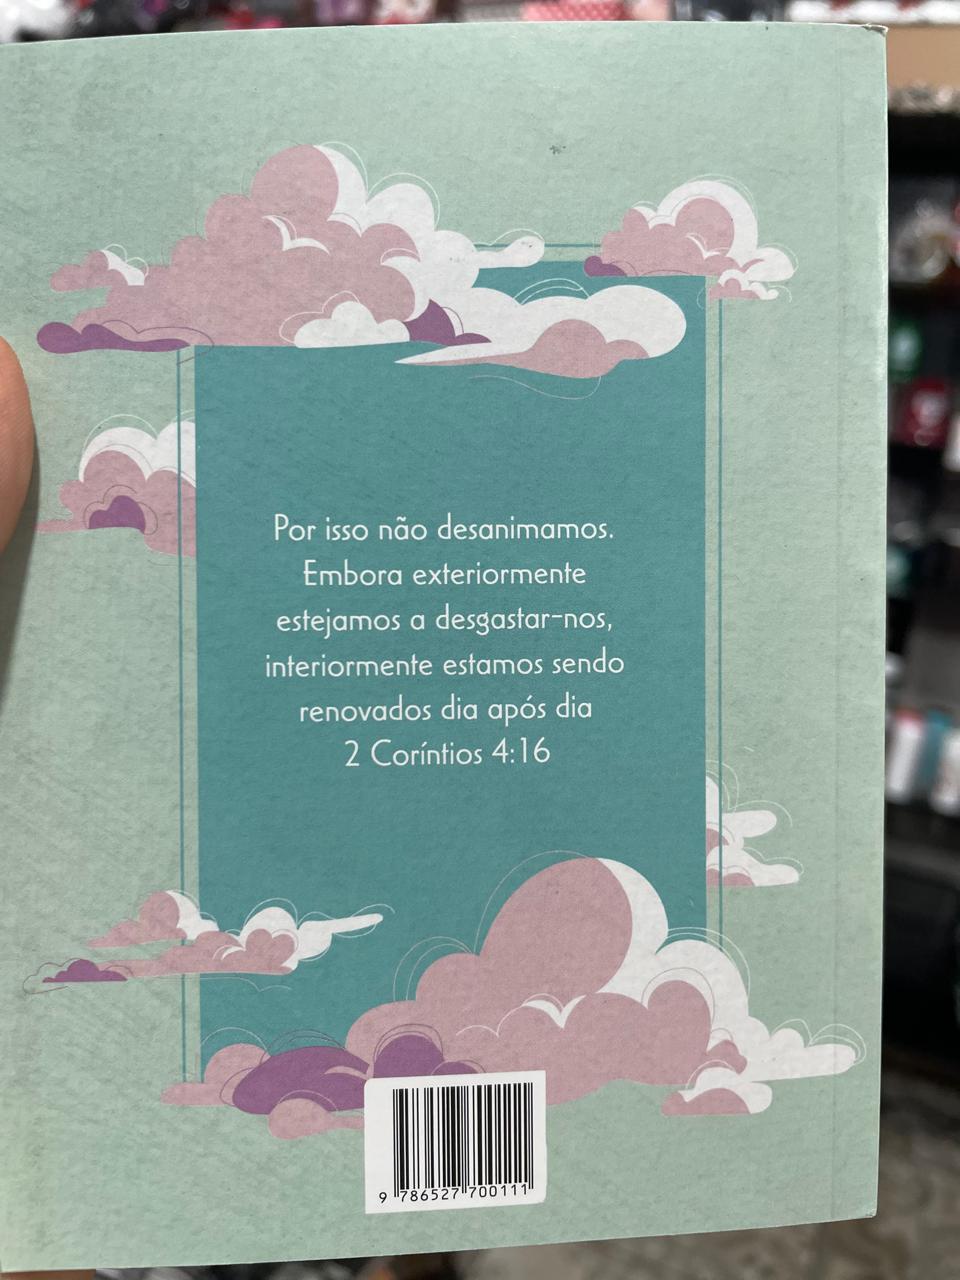 Por isso não desanimamos.
Embora exteriormente
estejamos a desgastar-nos,
interiormente estamos sendo
renovados dia após dia
2 Coríntios 4:16
9 786527 700111